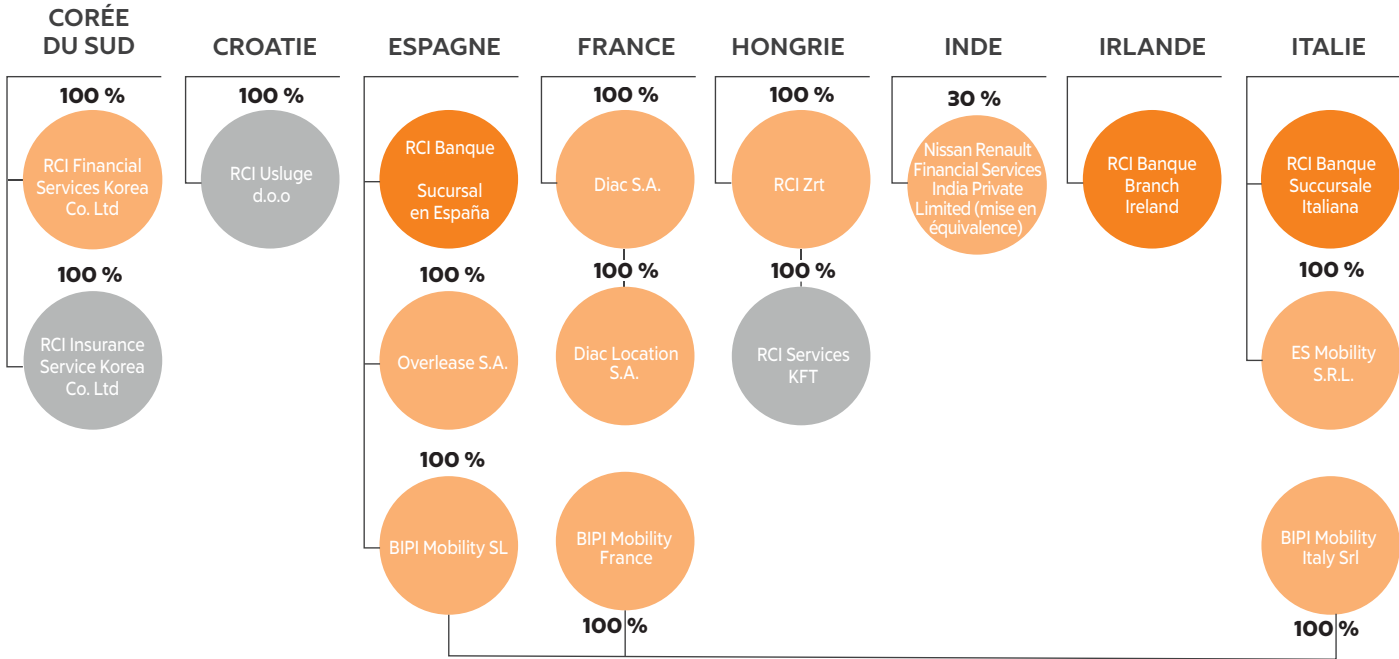 CORÉE
DU SUD
100 %
RCI Financial
Services Korea
Co. Ltd
100 %
RCI Insurance
Service Korea
Co. Ltd
CROATIE
100 %
RCI Usluge
d.o.o
ESPAGNE
RCI Banque
Sucursal
en España
100 %
Overlease S.A.
100 %
BIPI Mobility SL
FRANCE
100 %
Diac S.A.
100 %
Diac Location
S.A.
BIPI Mobility
France
100 %
HONGRIE
100 %
RCI Zrt
100 %
RCI Services
KFT
INDE
30 %
Nissan Renault
Financial Services
India Private
Limited (mise en
équivalence)
IRLANDE
RCI Banque
Branch
Ireland
ITALIE
RCI Banque
Succursale
Italiana
100 %
ES Mobility
S.R.L.
BIPI Mobility
Italy Srl
100 %